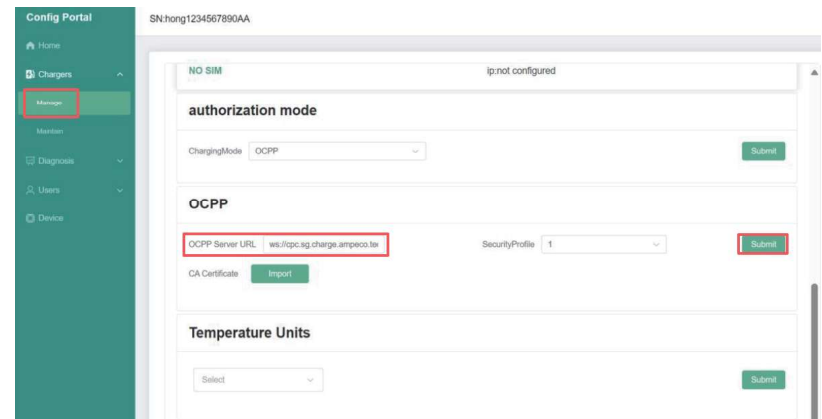 Config Portal
SN:hong1234567890AA
Home
Chargers
Manage
Maintain
Diagnosis
Users
Device
NO SIM
ip:not configured
authorization mode
ChargingMode OCPP
Submit
OCPP
OCPP Server URL ws://cpc.sg.charge.ampeco.te
SecurityProfile 1
Submit
CA Certificate Import
Temperature Units
Select
Submit